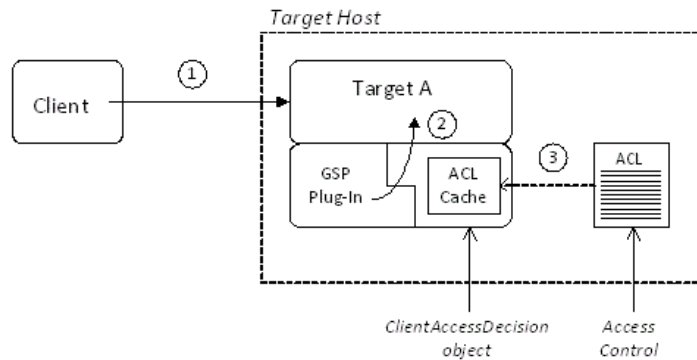 Target Host
1
Client
Target A
2
3
GSP
Plug-In
ACL
Cache
ACL
ClientAccessDecision
object
Access
Control